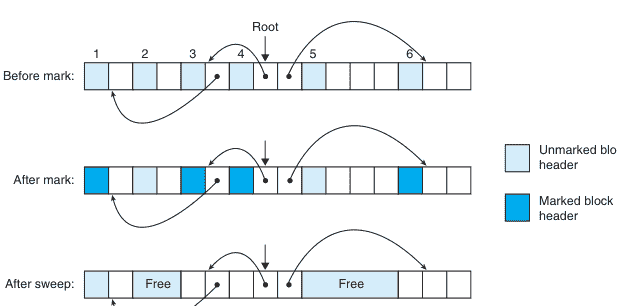 Root
1 2 3 4 5 6
Before mark:
Unmarked blo
header
After mark:
Marked block
header
After sweep: Free Free